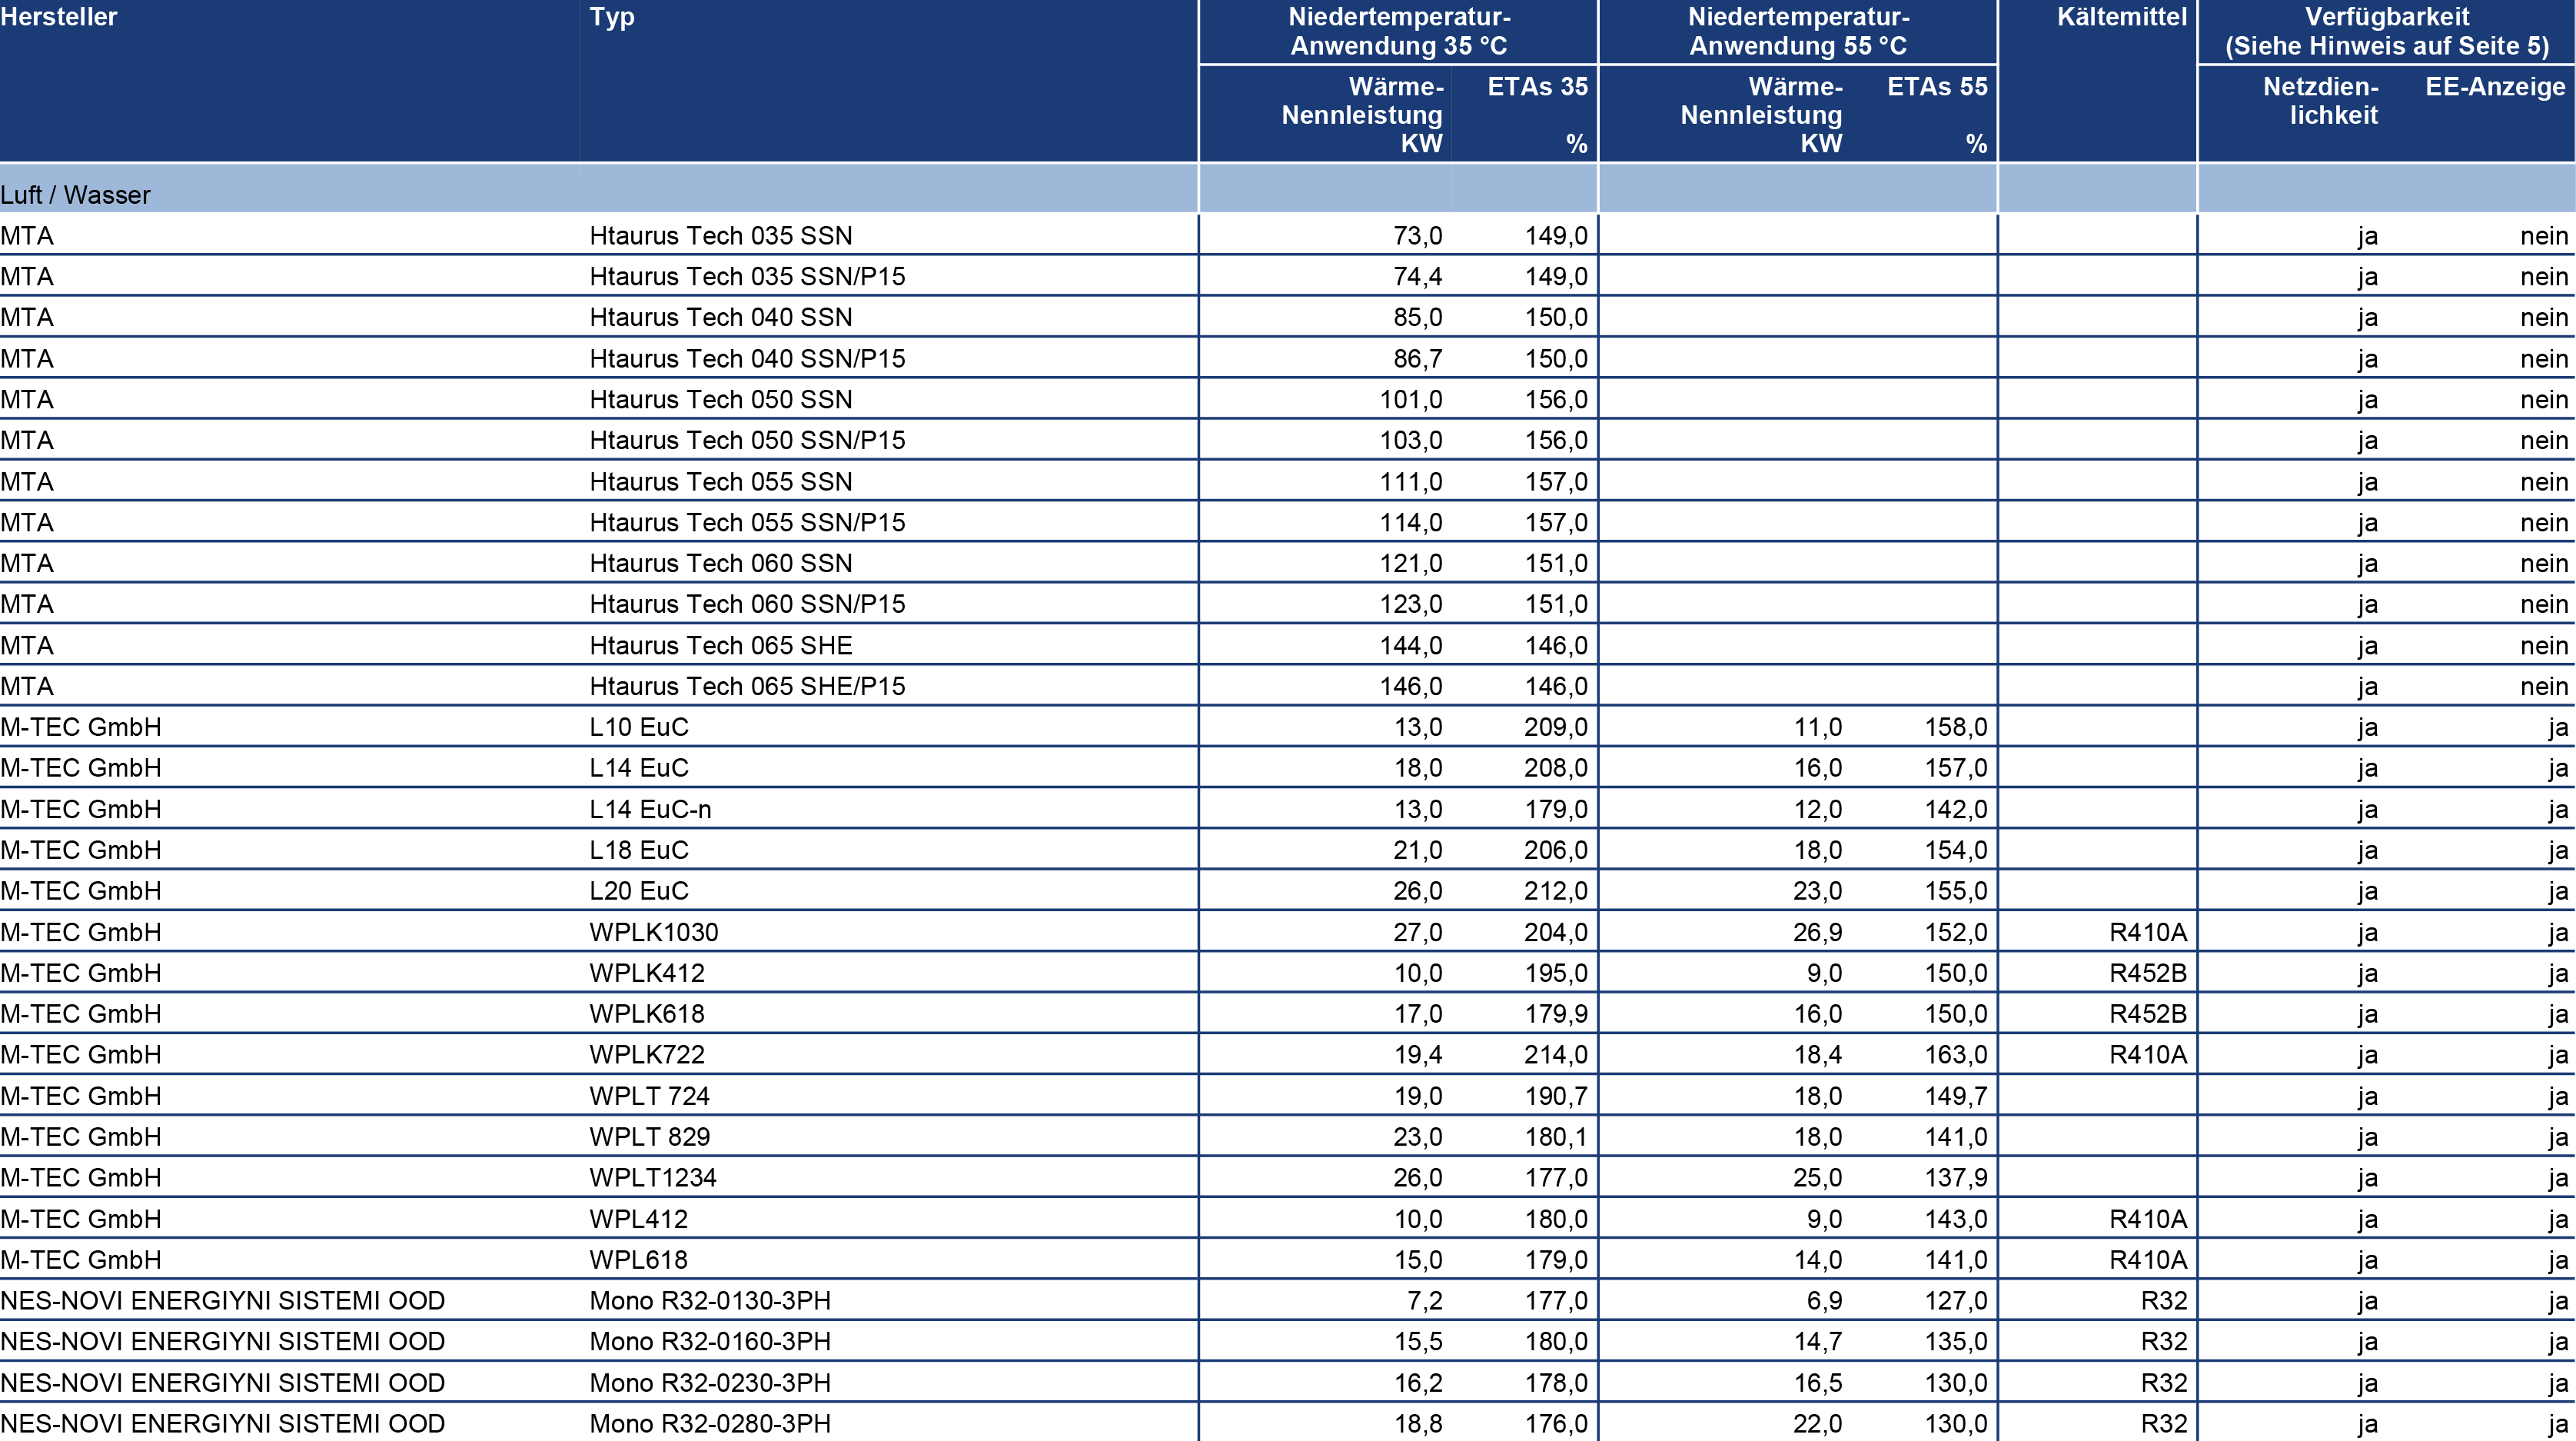 Hersteller Typ Niedertemperatur- Niedertemperatur- Kältemittel Verfügbarkeit
Anwendung 35 °C Anwendung 55 °C (Siehe Hinweis auf Seite 5)
Wärme- ETAs 35 Wärme- ETAs 55 Netzdien- EE-Anzeige
Nennleistung Nennleistung lichkeit
KW % KW %
Luft / Wasser
MTA Htaurus Tech 035 SSN 73,0 149,0 ja nein
MTA Htaurus Tech 035 SSN/P15 74,4 149,0 ja nein
MTA Htaurus Tech 040 SSN 85,0 150,0 ja nein
MTA Htaurus Tech 040 SSN/P15 86,7 150,0 ja nein
MTA Htaurus Tech 050 SSN 101,0 156,0 ja nein
MTA Htaurus Tech 050 SSN/P15 103,0 156,0 ja nein
MTA Htaurus Tech 055 SSN 111,0 157,0 ja nein
MTA Htaurus Tech 055 SSN/P15 114,0 157,0 ja nein
MTA Htaurus Tech 060 SSN 121,0 151,0 ja nein
MTA Htaurus Tech 060 SSN/P15 123,0 151,0 ja nein
MTA Htaurus Tech 065 SHE 144,0 146,0 ja nein
MTA Htaurus Tech 065 SHE/P15 146,0 146,0 ja nein
M-TEC GmbH L10 EuC 13,0 209,0 11,0 158,0 ja ja
M-TEC GmbH L14 EuC 18,0 208,0 16,0 157,0 ja ja
M-TEC GmbH L14 EuC-n 13,0 179,0 12,0 142,0 ja ja
M-TEC GmbH L18 EuC 21,0 206,0 18,0 154,0 ja ja
M-TEC GmbH L20 EuC 26,0 212,0 23,0 155,0 ja ja
M-TEC GmbH WPLK1030 27,0 204,0 26,9 152,0 R410A ja ja
M-TEC GmbH WPLK412 10,0 195,0 9,0 150,0 R452B ja ja
M-TEC GmbH WPLK618 17,0 179,9 16,0 150,0 R452B ja ja
M-TEC GmbH WPLK722 19,4 214,0 18,4 163,0 R410A ja ja
M-TEC GmbH WPLT 724 19,0 190,7 18,0 149,7 ja ja
M-TEC GmbH WPLT 829 23,0 180,1 18,0 141,0 ja ja
M-TEC GmbH WPLT1234 26,0 177,0 25,0 137,9 ja ja
M-TEC GmbH WPL412 10,0 180,0 9,0 143,0 R410A ja ja
M-TEC GmbH WPL618 15,0 179,0 14,0 141,0 R410A ja ja
NES-NOVI ENERGIYNI SISTEMI OOD Mono R32-0130-3PH 7,2 177,0 6,9 127,0 R32 ja ja
NES-NOVI ENERGIYNI SISTEMI OOD Mono R32-0160-3PH 15,5 180,0 14,7 135,0 R32 ja ja
NES-NOVI ENERGIYNI SISTEMI OOD Mono R32-0230-3PH 16,2 178,0 16,5 130,0 R32 ja ja
NES-NOVI ENERGIYNI SISTEMI OOD Mono R32-0280-3PH 18,8 176,0 22,0 130,0 R32 ja ja